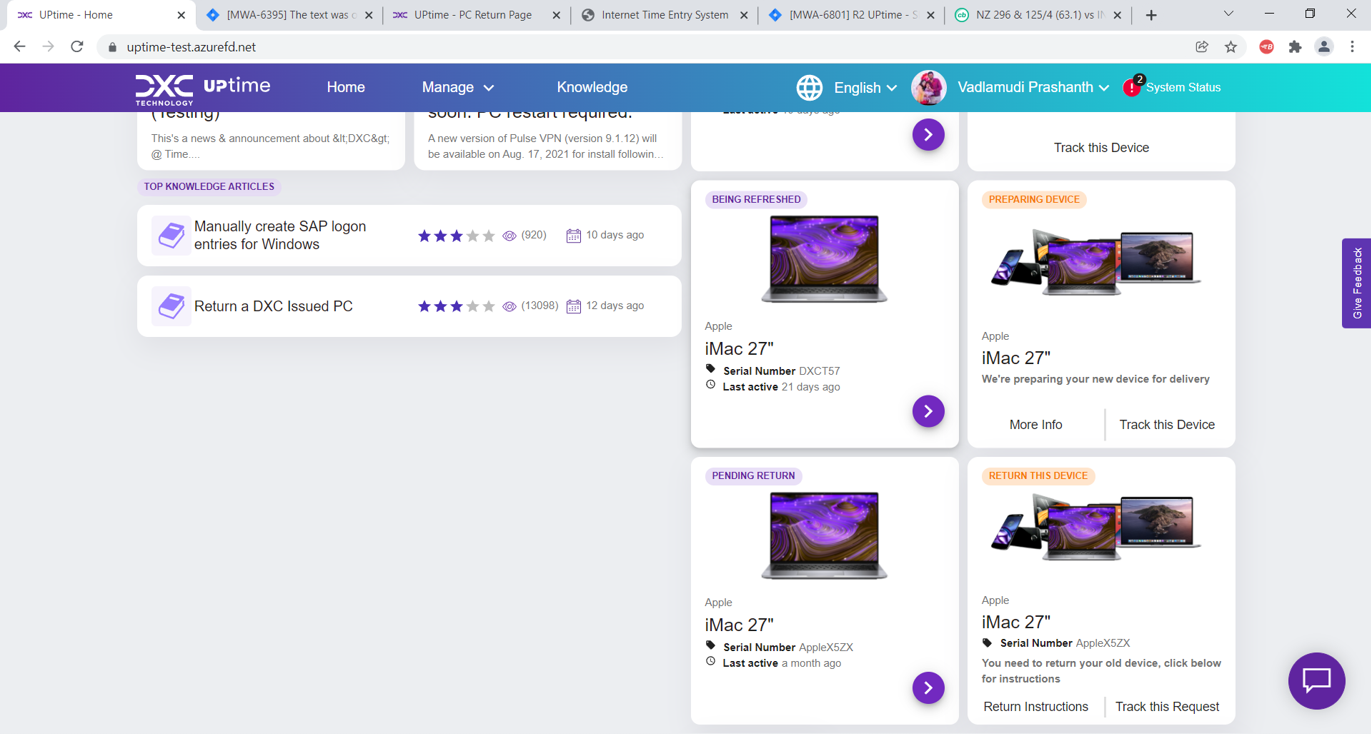 UPtime - Home
[MWA-6395] The text was o
UPtime - PC Return Page
Internet Time Entry System
[MWA-6801] R2 UPtime - S
NZ 296 & 125/4 (63.1) vs IN
uptime-test.azurefd.net
DXC TECHNOLOGY
UPtime
Home
Manage
Knowledge
English
Vadlamudi Prashanth
2
System Status
(Testing)
This's a news & announcement about &lt;DXC&gt;
@ Time....
soon. PC restart required.
A new version of Pulse VPN (version 9.1.12) will
be available on Aug. 17, 2021 for install followin...
Track this Device
TOP KNOWLEDGE ARTICLES
Manually create SAP logon
entries for Windows
(920)
10 days ago
Return a DXC Issued PC
(13098)
12 days ago
BEING REFRESHED
Apple
iMac 27"
Serial Number DXCT57
Last active 21 days ago
PREPARING DEVICE
Apple
iMac 27"
We're preparing your new device for delivery
More Info
Track this Device
PENDING RETURN
Apple
iMac 27"
Serial Number AppleX5ZX
Last active a month ago
RETURN THIS DEVICE
Apple
iMac 27"
Serial Number AppleX5ZX
You need to return your old device, click below
for instructions
Return Instructions
Track this Request
Give Feedback